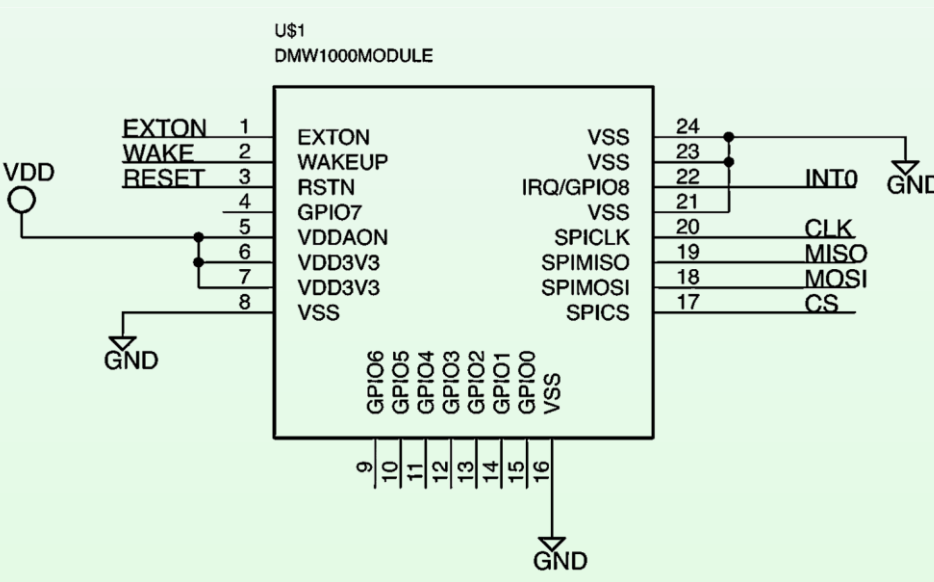 U$1
DMW1000MODULE
EXTON 1 EXTON VSS 24
WAKE 2 WAKEUP VSS 23
RESET 3 RSTN IRQ/GPIO8 22 INT0
VDD
GND
4 GPIO7 VSS 21
5 VDDAON SPICLK 20 CLK
6 VDD3V3 SPIMISO 19 MISO
7 VDD3V3 SPIMOSI 18 MOSI
8 VSS SPICS 17 CS
GND
GPIO6 GPIO5 GPIO4 GPIO3 GPIO2 GPIO1 GPIO0 VSS
9 10 11 12 13 14 15 16
GND